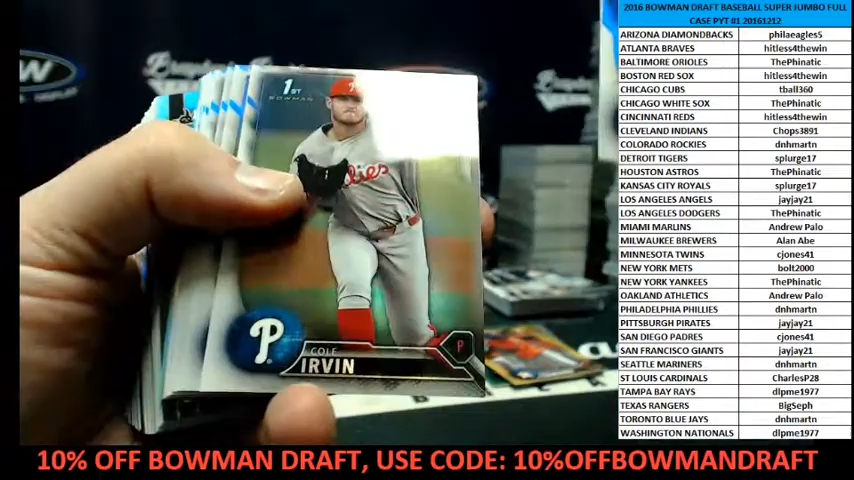 2016 BOWMAN DRAFT BASEBALL SUPER JUMBO FULL
CASE PYT #1 20161212
ARIZONA DIAMONDBACKS philaeagles5
ATLANTA BRAVES hitless4thewin
BALTIMORE ORIOLES ThePhinatic
BOSTON RED SOX hitless4thewin
CHICAGO CUBS tball360
CHICAGO WHITE SOX ThePhinatic
CINCINNATI REDS hitless4thewin
CLEVELAND INDIANS Chops3891
COLORADO ROCKIES dnhmartn
DETROIT TIGERS splurge17
HOUSTON ASTROS ThePhinatic
KANSAS CITY ROYALS splurge17
LOS ANGELES ANGELS jayjay21
LOS ANGELES DODGERS ThePhinatic
MIAMI MARLINS Andrew Palo
MILWAUKEE BREWERS Alan Abe
MINNESOTA TWINS cjones41
NEW YORK METS bolt2000
NEW YORK YANKEES ThePhinatic
OAKLAND ATHLETICS Andrew Palo
PHILADELPHIA PHILLIES dnhmartn
PITTSBURGH PIRATES jayjay21
SAN DIEGO PADRES cjones41
SAN FRANCISCO GIANTS jayjay21
SEATTLE MARINERS dnhmartn
ST LOUIS CARDINALS CharlesP28
TAMPA BAY RAYS dlpme1977
TEXAS RANGERS BigSeph
TORONTO BLUE JAYS dnhmartn
WASHINGTON NATIONALS dlpme1977
1ST
BOWMAN
P
COLE
IRVIN
P
10% OFF BOWMAN DRAFT, USE CODE: 10%OFFBOWMANDRAFT